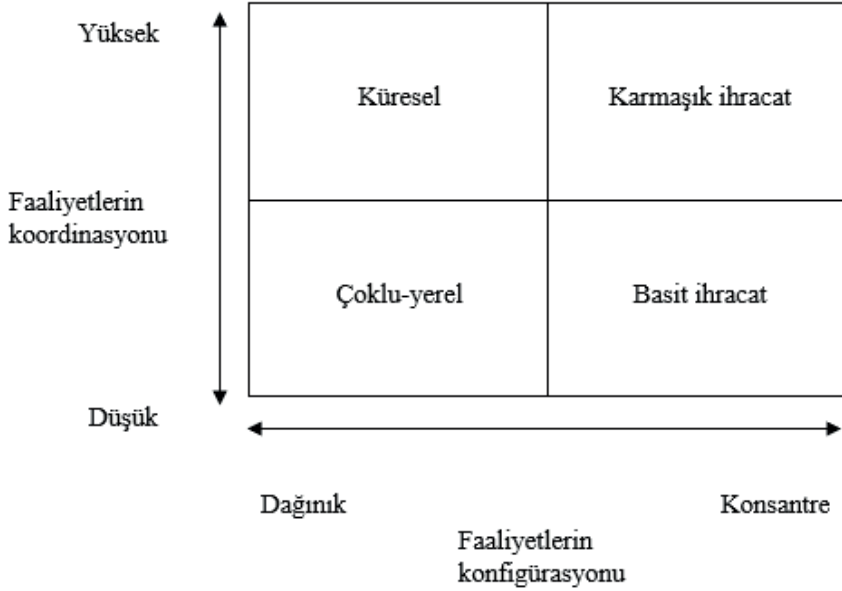 Yüksek
Küresel
Karmaşık ihracat
Faaliyetlerin
koordinasyonu
Çoklu-yerel
Basit ihracat
Düşük
Dağınık
Konsantre
Faaliyetlerin
konfigürasyonu